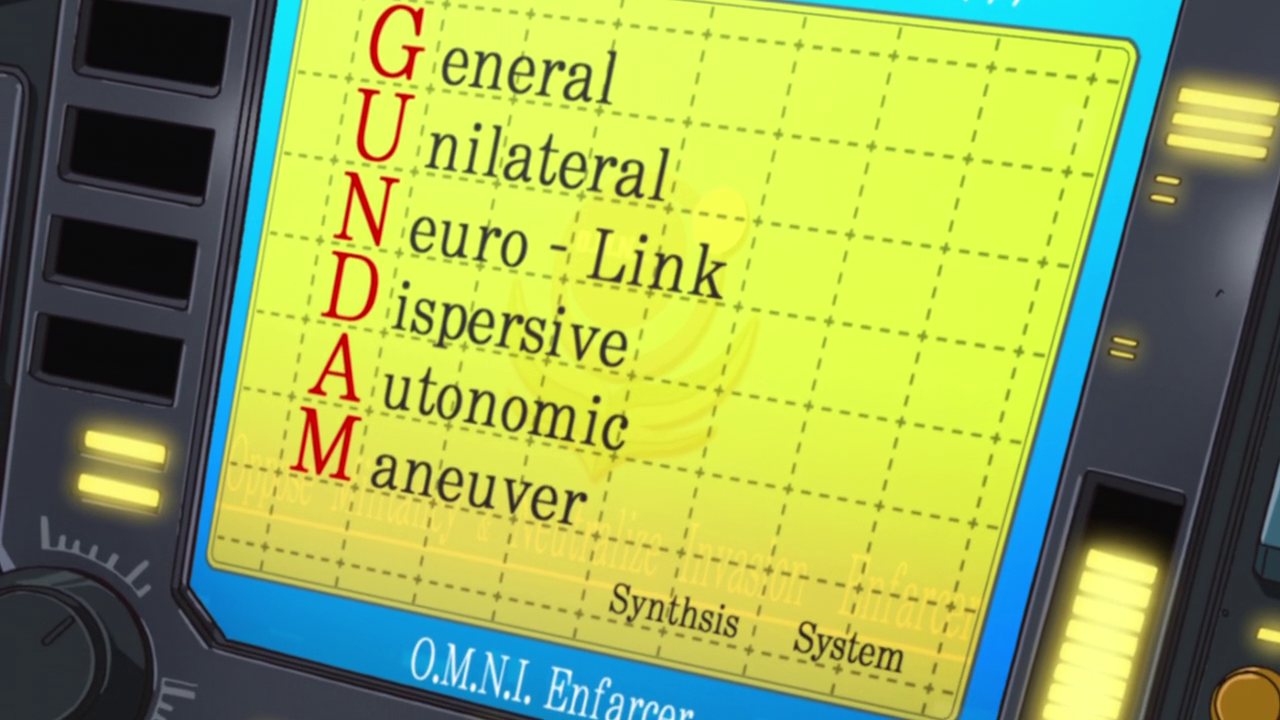 General
Unilateral
Neuro - Link
Dispersive
Autonomic
Maneuver
Oppose Militancy & Neutralize Invasion Enfarcer
Synthsis System
O.M.N.I. Enfarcer